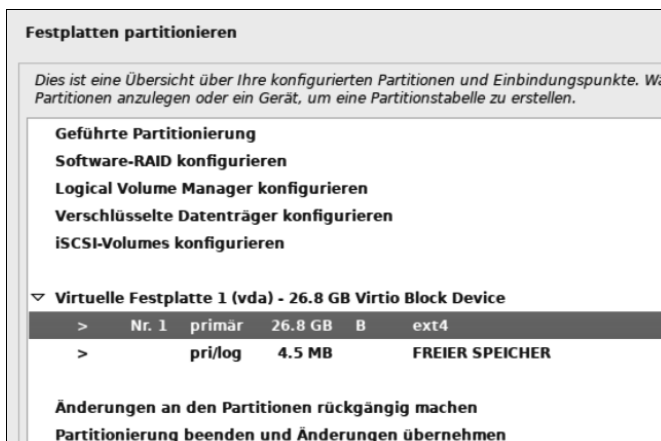 Festplatten partitionieren
Dies ist eine Übersicht über Ihre konfigurierten Partitionen und Einbindungspunkte.
Partitionen anzulegen oder ein Gerät, um eine Partitionstabelle zu erstellen.
Geführte Partitionierung
Software-RAID konfigurieren
Logical Volume Manager konfigurieren
Verschlüsselte Datenträger konfigurieren
iSCSI-Volumes konfigurieren
Virtuelle Festplatte 1 (vda) - 26.8 GB Virtio Block Device
> Nr. 1 primär 26.8 GB B ext4
> pri/log 4.5 MB FREIER SPEICHER
Änderungen an den Partitionen rückgängig machen
Partitionierung beenden und Änderungen übernehmen